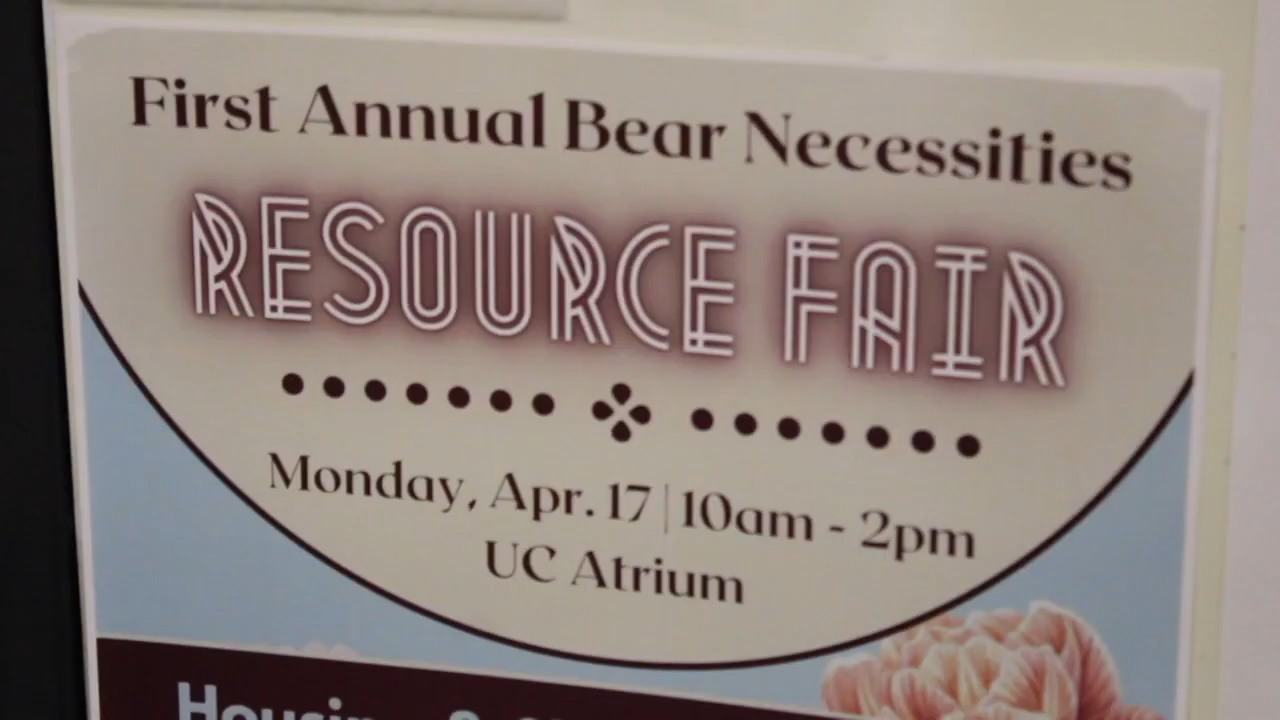 First Annual Bear Necessities
RESOURCE FAIR
Monday, Apr. 17 | 10am - 2pm
UC Atrium
&